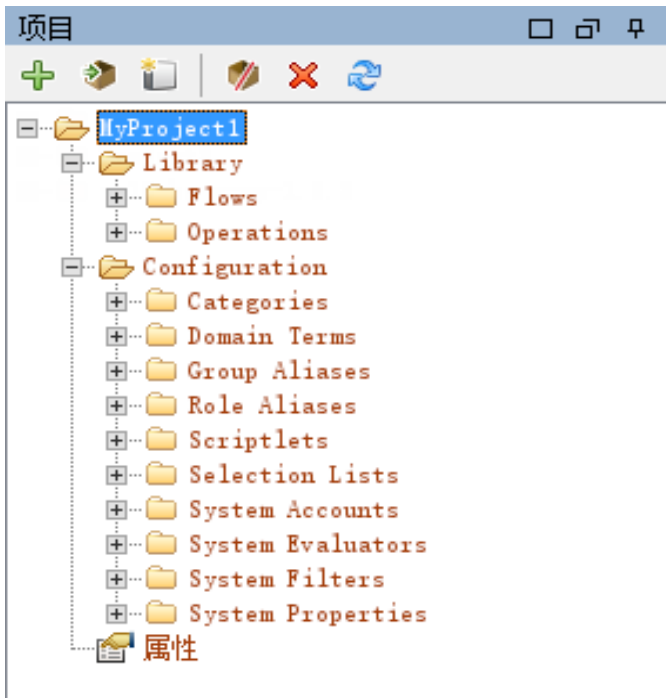 项目
MyProject1
Library
Flows
Operations
Configuration
Categories
Domain Terms
Group Aliases
Role Aliases
Scriptlets
Selection Lists
System Accounts
System Evaluators
System Filters
System Properties
属性